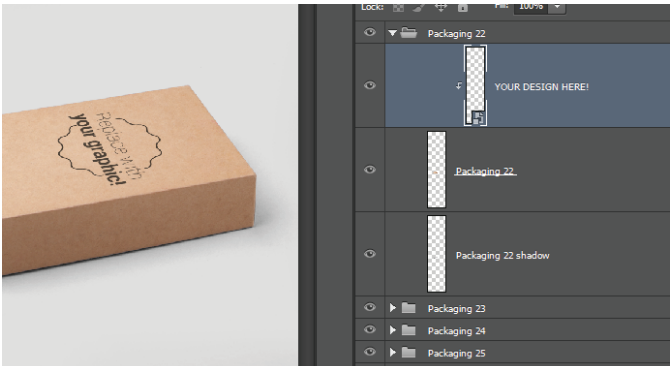 Lock:
Fill: 100%
Packaging 22
YOUR DESIGN HERE!
Packaging 22
Packaging 22 shadow
Packaging 23
Packaging 24
Packaging 25
Replace with
your graphic!